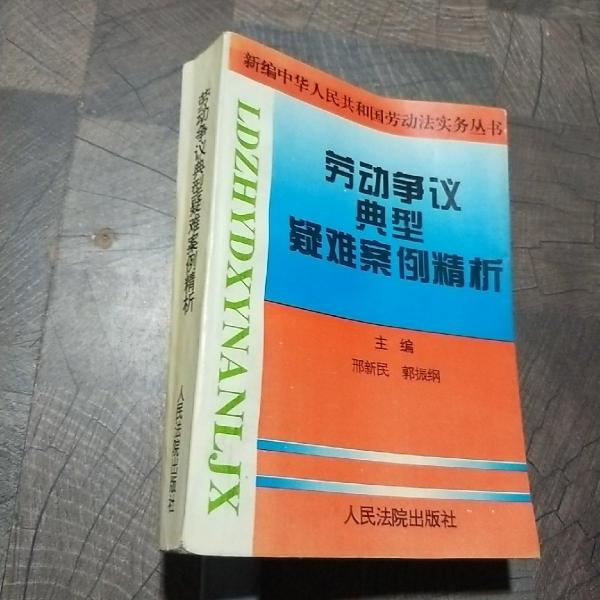 新编中华人民共和国劳动法实务丛书
劳动争议
典型
疑难案例精析
主编
邢新民 郭振纲
人民法院出版社
LDZHYDXYNANLJX
劳动争议典型疑难案例精析
人民法院出版社